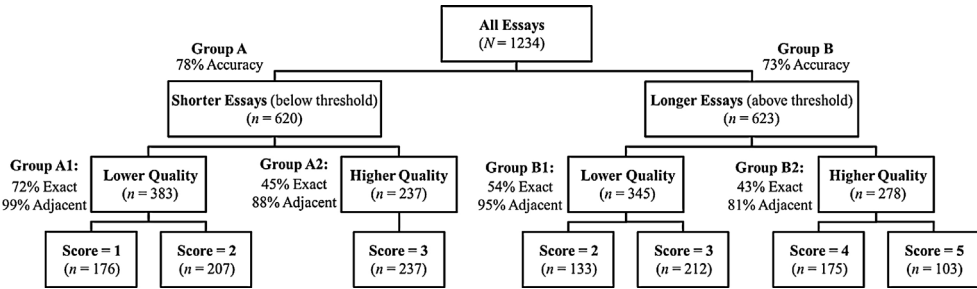 All Essays
(N = 1234)
Group A
78% Accuracy
Group B
73% Accuracy
Shorter Essays (below threshold)
(n = 620)
Longer Essays (above threshold)
(n = 623)
Group A1:
72% Exact
99% Adjacent
Lower Quality
(n = 383)
Group A2:
45% Exact
88% Adjacent
Higher Quality
(n = 237)
Group B1:
54% Exact
95% Adjacent
Lower Quality
(n = 345)
Group B2:
43% Exact
81% Adjacent
Higher Quality
(n = 278)
Score = 1
(n = 176)
Score = 2
(n = 207)
Score = 3
(n = 237)
Score = 2
(n = 133)
Score = 3
(n = 212)
Score = 4
(n = 175)
Score = 5
(n = 103)